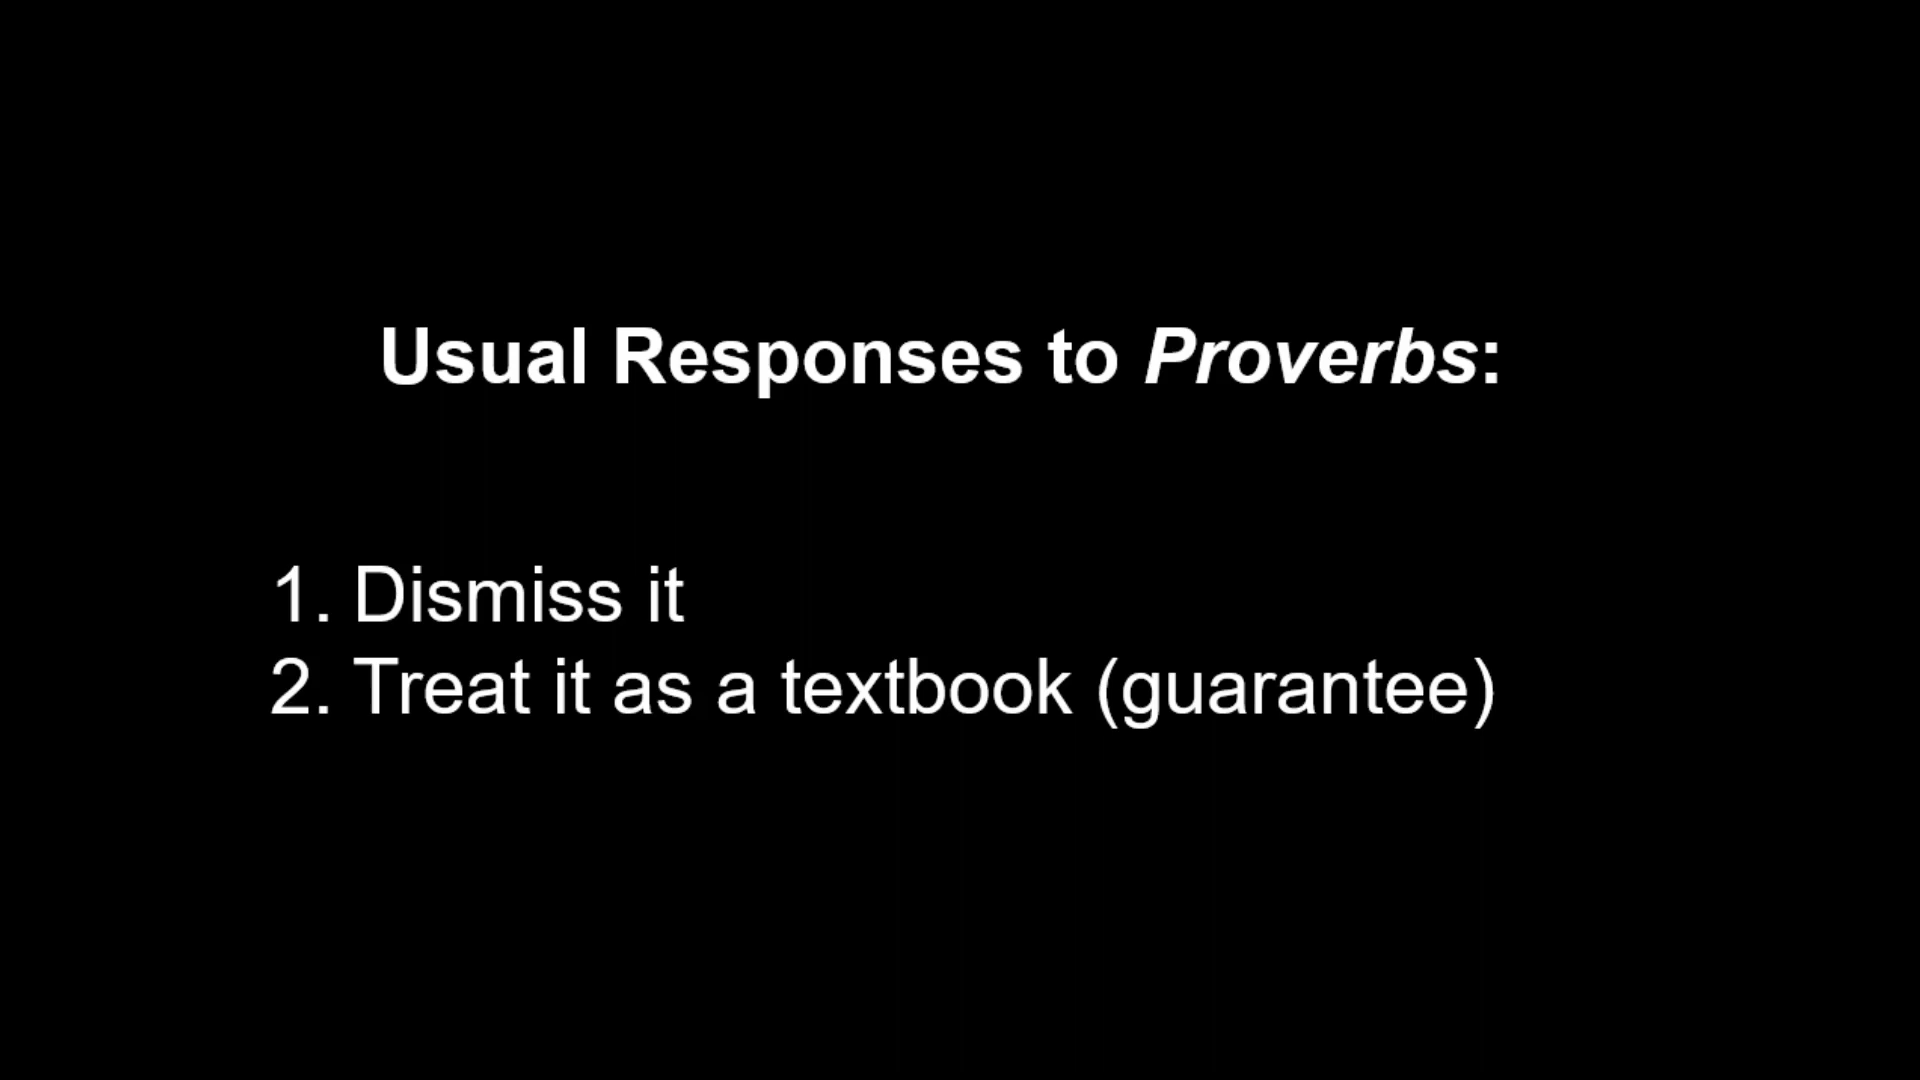 Usual Responses to Proverbs:
1. Dismiss it
2. Treat it as a textbook (guarantee)